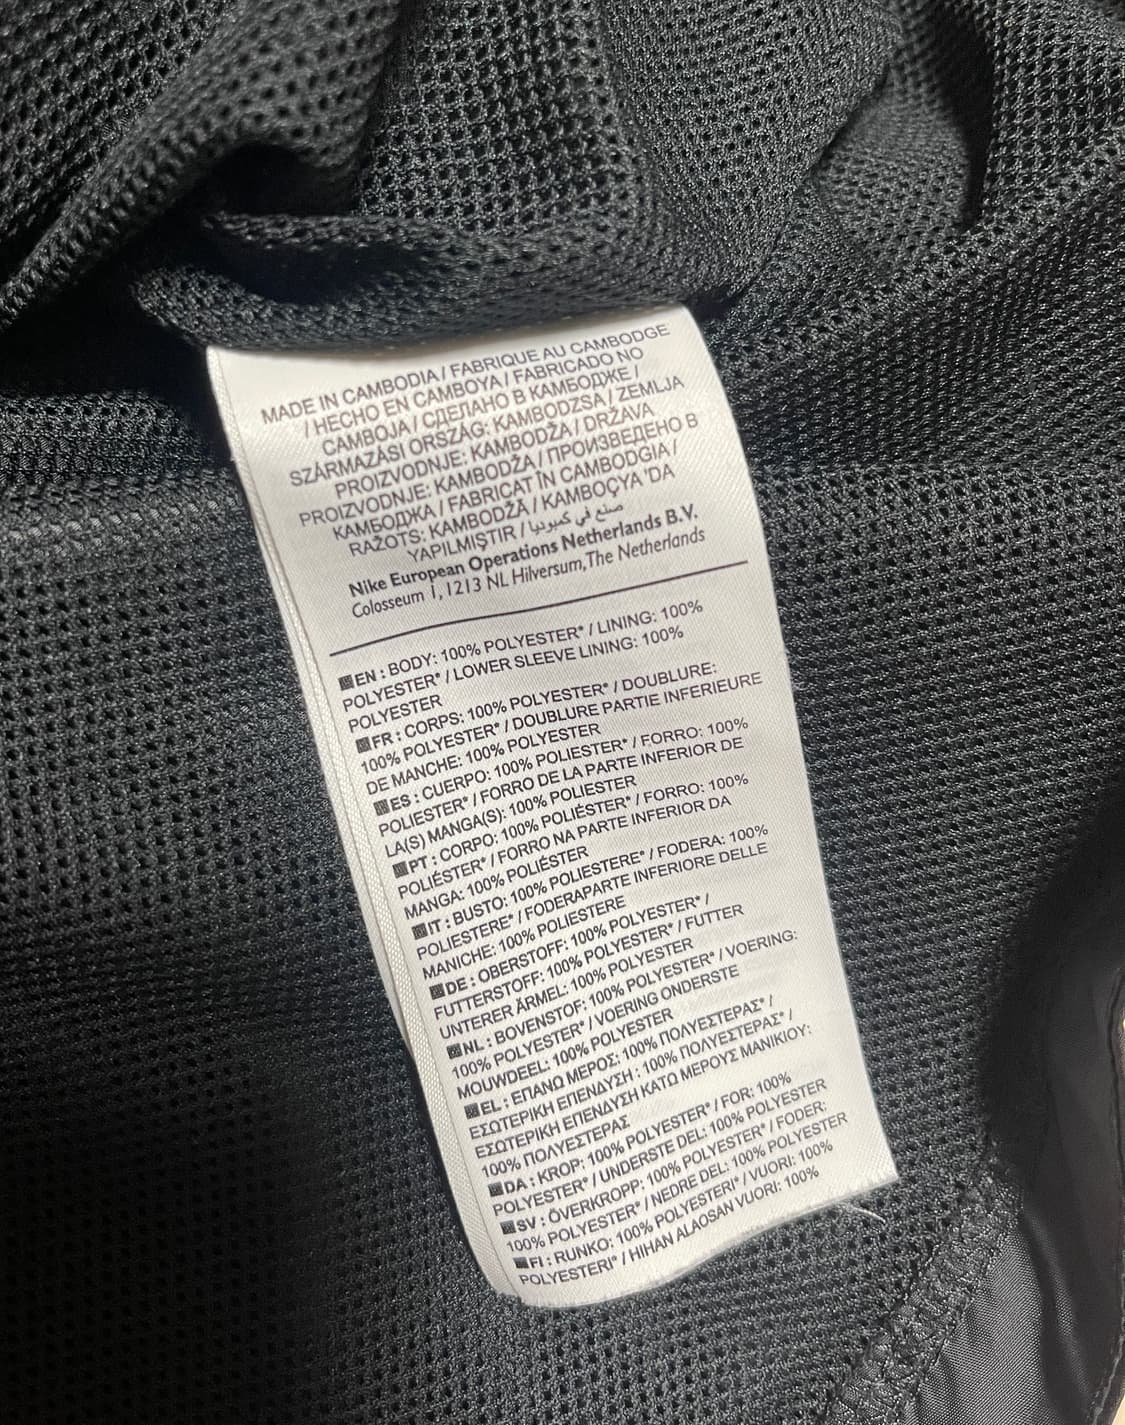 MADE IN CAMBODIA / FABRIQUE AU CAMBODGE
/ HECHO EN CAMBOYA / FABRICADO NO
CAMBOJA / СДЕЛАНО В КАМБОДЖЕ /
SZÁRMAZÁSI ORSZÁG: KAMBODZSA / ZEMLJA
PROIZVODNJE: KAMBODŽA / DRŽAVA
PROIZVODNJE: KAMBODŽA / ПРОИЗВЕДЕНО В
КАМБОДЖА / FABRICAT ÎN CAMBODGIA /
RAŽOTS: KAMBODŽA / KAMBOÇYA 'DA
YAPILMIŞTIR / صنع في كمبوديا
Nike European Operations Netherlands B.V.
Colosseum 1, 1213 NL Hilversum,The Netherlands
EN : BODY: 100% POLYESTER* / LINING: 100%
POLYESTER* / LOWER SLEEVE LINING: 100%
POLYESTER
FR : CORPS: 100% POLYESTER* / DOUBLURE:
100% POLYESTER* / DOUBLURE PARTIE INFERIEURE
DE MANCHE: 100% POLYESTER
ES : CUERPO: 100% POLIESTER* / FORRO: 100%
POLIESTER* / FORRO DE LA PARTE INFERIOR DE
LA(S) MANGA(S): 100% POLIESTER
PT : CORPO: 100% POLIÉSTER* / FORRO: 100%
POLIÉSTER* / FORRO NA PARTE INFERIOR DA
MANGA: 100% POLIÉSTER
IT : BUSTO: 100% POLIESTERE* / FODERA: 100%
POLIESTERE* / FODERAPARTE INFERIORE DELLE
MANICHE: 100% POLIESTERE
DE : OBERSTOFF: 100% POLYESTER* /
FUTTERSTOFF: 100% POLYESTER* / FUTTER
UNTERER ÄRMEL: 100% POLYESTER
NL : BOVENSTOF: 100% POLYESTER* / VOERING:
100% POLYESTER* / VOERING ONDERSTE
MOUWDEEL: 100% POLYESTER
EL : ΕΠΑΝΩ ΜΕΡΟΣ: 100% ΠΟΛΥΕΣΤΕΡΑΣ* /
ΕΣΩΤΕΡΙΚΗ ΕΠΕΝΔΥΣΗ : 100% ΠΟΛΥΕΣΤΕΡΑΣ* /
ΕΣΩΤΕΡΙΚΗ ΕΠΕΝΔΥΣΗ ΚΑΤΩ ΜΕΡΟΥΣ ΜΑΝΙΚΙΟΥ:
100% ΠΟΛΥΕΣΤΕΡΑΣ
DA : KROP: 100% POLYESTER* / FOR: 100%
POLYESTER* / UNDERSTE DEL: 100% POLYESTER
SV : ÖVERKROPP: 100% POLYESTER* / FODER:
100% POLYESTER* / NEDRE DEL: 100% POLYESTER
FI : RUNKO: 100% POLYESTERI* / VUORI: 100%
POLYESTERI* / HIHAN ALAOSAN VUORI: 100%